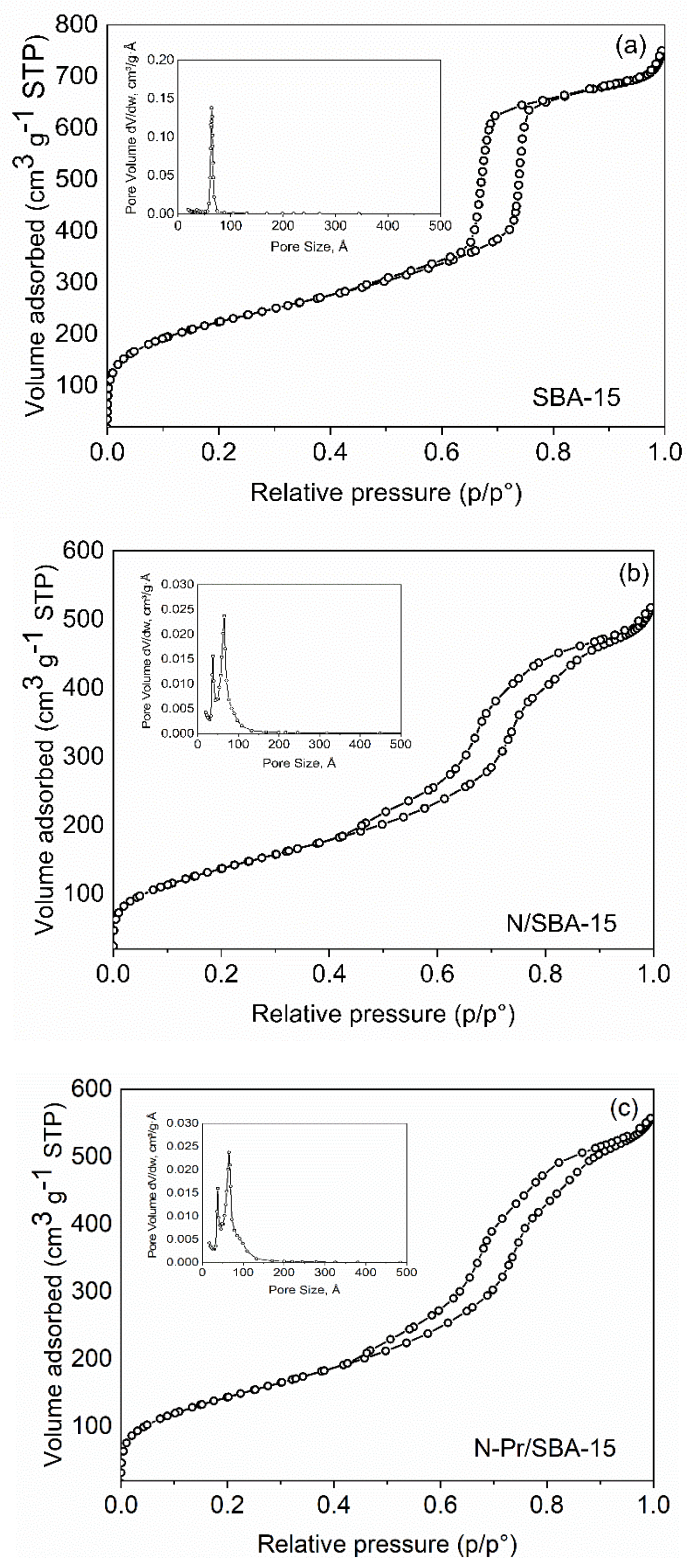 (a)
Volume adsorbed (cm³ g⁻¹ STP)
800
700
600
500
400
300
200
100
0.0 0.2 0.4 0.6 0.8 1.0
Relative pressure (p/p°)
SBA-15
Pore Volume dV/dw, cm³/g·Å
0.20
0.15
0.10
0.05
0.00
0 100 200 300 400 500
Pore Size, Å
(b)
Volume adsorbed (cm³ g⁻¹ STP)
600
500
400
300
200
100
0.0 0.2 0.4 0.6 0.8 1.0
Relative pressure (p/p°)
N/SBA-15
Pore Volume dV/dw, cm³/g·Å
0.030
0.025
0.020
0.015
0.010
0.005
0.000
0 100 200 300 400 500
Pore Size, Å
(c)
Volume adsorbed (cm³ g⁻¹ STP)
600
500
400
300
200
100
0.0 0.2 0.4 0.6 0.8 1.0
Relative pressure (p/p°)
N-Pr/SBA-15
Pore Volume dV/dw, cm³/g·Å
0.030
0.025
0.020
0.015
0.010
0.005
0.000
0 100 200 300 400 500
Pore Size, Å